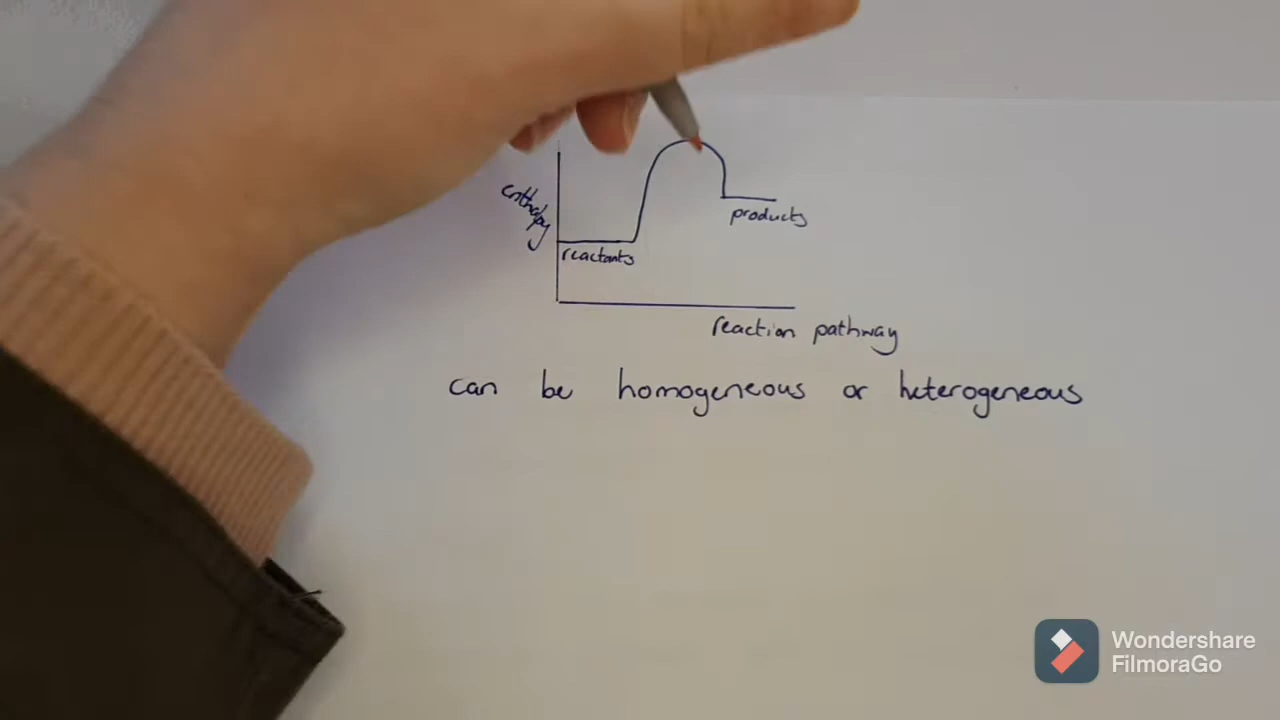 enthalpy
products
reactants
reaction pathway
can be homogeneous or heterogeneous
Wondershare
FilmoraGo